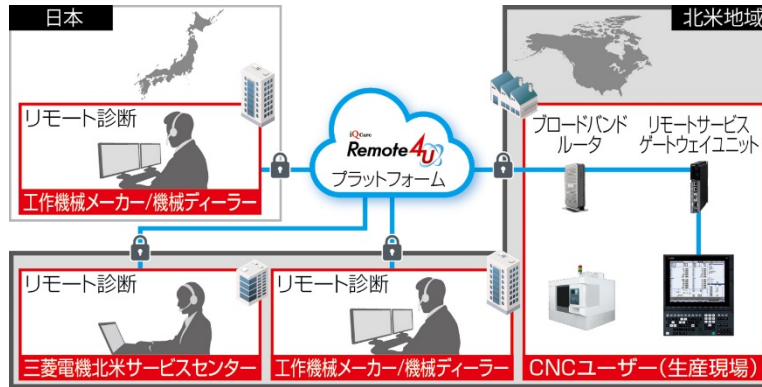 日本
北米地域
リモート診断
工作機械メーカー/機械ディーラー
iQ Care
Remote4U
プラットフォーム
ブロードバンド
ルータ
リモートサービス
ゲートウェイユニット
リモート診断
三菱電機北米サービスセンター
リモート診断
工作機械メーカー/機械ディーラー
CNCユーザー(生産現場)